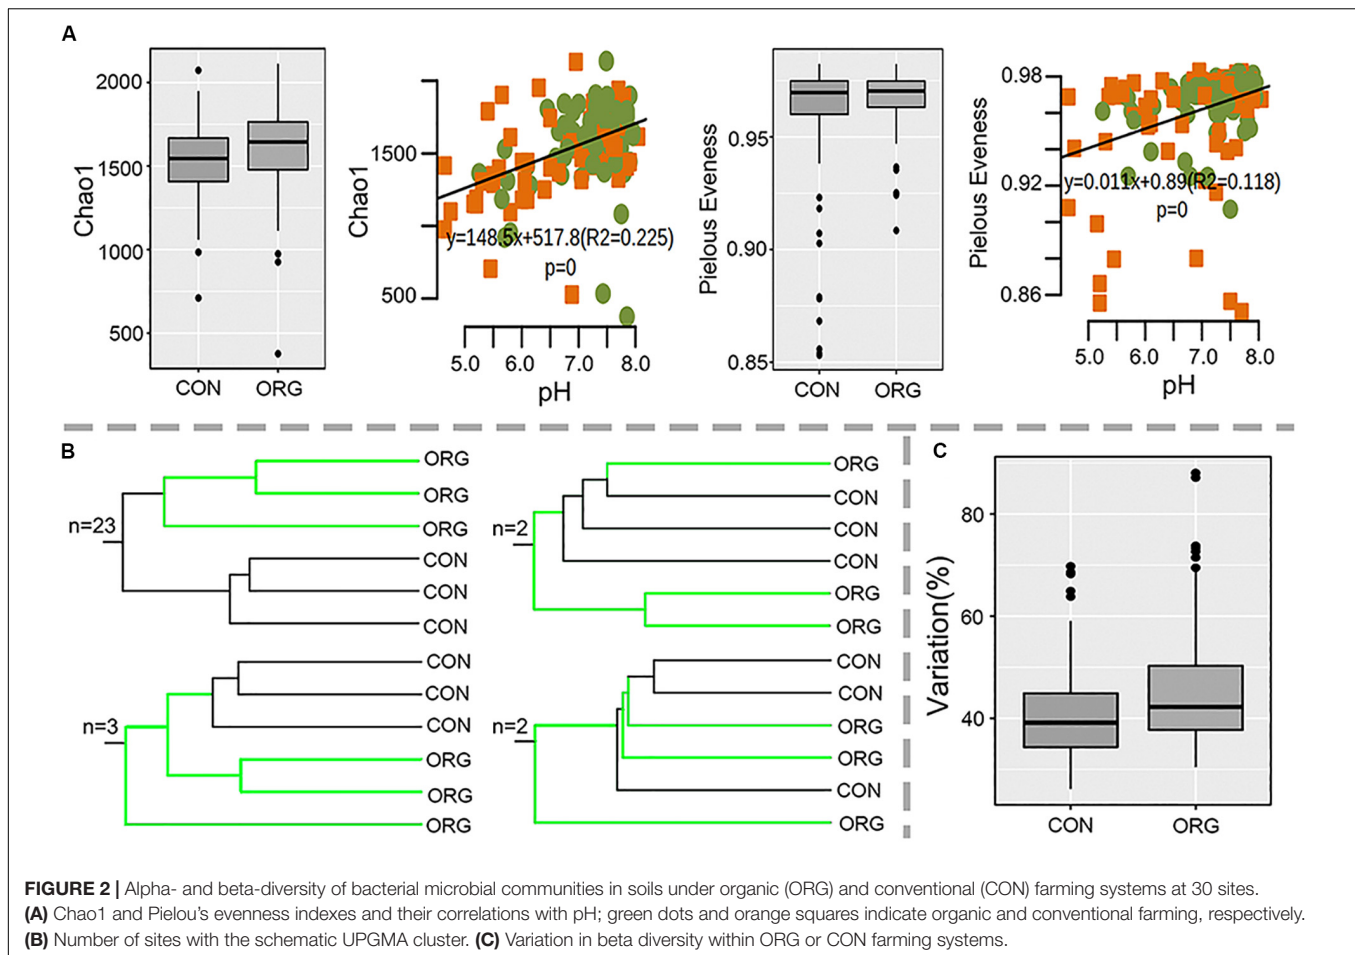 A
2000
1500
1000
500
Chao1
CON
ORG
1500
500
Chao1
y=148.5x+517.8(R2=0.225)
p=0
5.0
6.0
7.0
8.0
pH
0.95
0.90
0.85
Pielous Eveness
CON
ORG
0.98
0.92
0.86
Pielous Eveness
y=0.011x+0.89(R2=0.118)
p=0
5.0
6.0
7.0
8.0
pH
B
n=23
ORG
ORG
ORG
CON
CON
CON
n=2
ORG
CON
CON
CON
ORG
ORG
n=3
CON
CON
CON
ORG
ORG
ORG
n=2
CON
CON
ORG
ORG
CON
ORG
C
80
60
40
Variation(%)
CON
ORG
FIGURE 2 | Alpha- and beta-diversity of bacterial microbial communities in soils under organic (ORG) and conventional (CON) farming systems at 30 sites.
(A) Chao1 and Pielou's evenness indexes and their correlations with pH; green dots and orange squares indicate organic and conventional farming, respectively.
(B) Number of sites with the schematic UPGMA cluster. (C) Variation in beta diversity within ORG or CON farming systems.